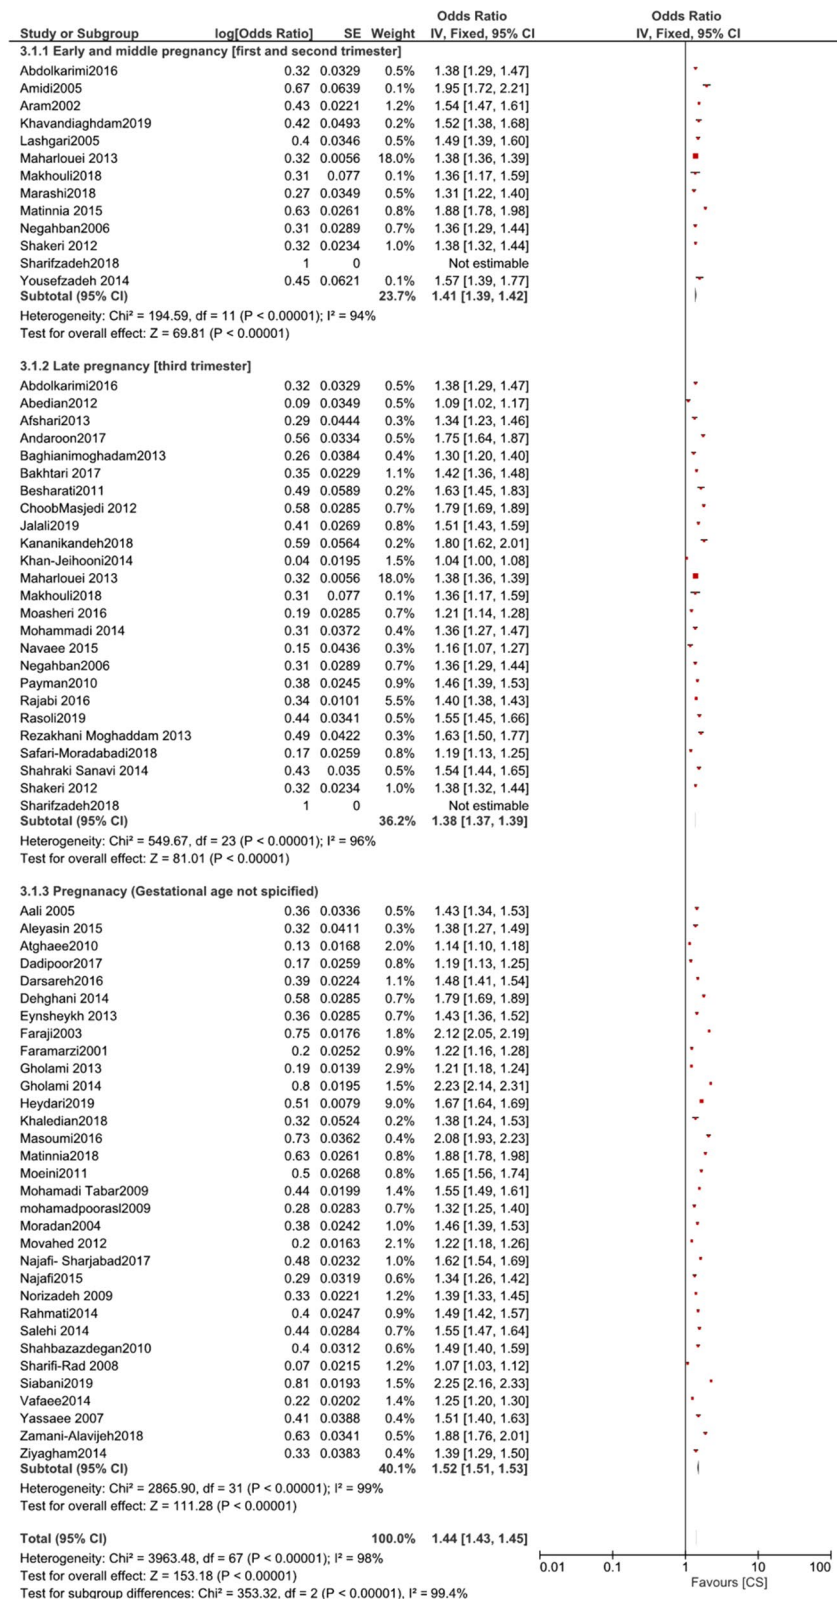 Odds Ratio Odds Ratio
Study or Subgroup log[Odds Ratio] SE Weight IV, Fixed, 95% CI IV, Fixed, 95% CI
3.1.1 Early and middle pregnancy [first and second trimester]
Abdolkarimi2016 0.32 0.0329 0.5% 1.38 [1.29, 1.47]
Amidi2005 0.67 0.0639 0.1% 1.95 [1.72, 2.21]
Aram2002 0.43 0.0221 1.2% 1.54 [1.47, 1.61]
Khavandiaghdam2019 0.42 0.0493 0.2% 1.52 [1.38, 1.68]
Lashgari2005 0.4 0.0346 0.5% 1.49 [1.39, 1.60]
Maharlouei 2013 0.32 0.0056 18.0% 1.38 [1.36, 1.39]
Makhouli2018 0.31 0.077 0.1% 1.36 [1.17, 1.59]
Marashi2018 0.27 0.0349 0.5% 1.31 [1.22, 1.40]
Matinnia 2015 0.63 0.0261 0.8% 1.88 [1.78, 1.98]
Negahban2006 0.31 0.0289 0.7% 1.36 [1.29, 1.44]
Shakeri 2012 0.32 0.0234 1.0% 1.38 [1.32, 1.44]
Sharifzadeh2018 1 0 Not estimable
Yousefzadeh 2014 0.45 0.0621 0.1% 1.57 [1.39, 1.77]
Subtotal (95% CI) 23.7% 1.41 [1.39, 1.42]
Heterogeneity: Chi² = 194.59, df = 11 (P < 0.00001); I² = 94%
Test for overall effect: Z = 69.81 (P < 0.00001)
3.1.2 Late pregnancy [third trimester]
Abdolkarimi2016 0.32 0.0329 0.5% 1.38 [1.29, 1.47]
Abedian2012 0.09 0.0349 0.5% 1.09 [1.02, 1.17]
Afshari2013 0.29 0.0444 0.3% 1.34 [1.23, 1.46]
Andaroon2017 0.56 0.0334 0.5% 1.75 [1.64, 1.87]
Baghianimoghadam2013 0.26 0.0384 0.4% 1.30 [1.20, 1.40]
Bakhtari 2017 0.35 0.0229 1.1% 1.42 [1.36, 1.48]
Besharati2011 0.49 0.0589 0.2% 1.63 [1.45, 1.83]
ChoobMasjedi 2012 0.58 0.0285 0.7% 1.79 [1.69, 1.89]
Jalali2019 0.41 0.0269 0.8% 1.51 [1.43, 1.59]
Kananikandeh2018 0.59 0.0564 0.2% 1.80 [1.62, 2.01]
Khan-Jeihooni2014 0.04 0.0195 1.5% 1.04 [1.00, 1.08]
Maharlouei 2013 0.32 0.0056 18.0% 1.38 [1.36, 1.39]
Makhouli2018 0.31 0.077 0.1% 1.36 [1.17, 1.59]
Moasheri 2016 0.19 0.0285 0.7% 1.21 [1.14, 1.28]
Mohammadi 2014 0.31 0.0372 0.4% 1.36 [1.27, 1.47]
Navaee 2015 0.15 0.0436 0.3% 1.16 [1.07, 1.27]
Negahban2006 0.31 0.0289 0.7% 1.36 [1.29, 1.44]
Payman2010 0.38 0.0245 0.9% 1.46 [1.39, 1.53]
Rajabi 2016 0.34 0.0101 5.5% 1.40 [1.38, 1.43]
Rasoli2019 0.44 0.0341 0.5% 1.55 [1.45, 1.66]
Rezakhani Moghaddam 2013 0.49 0.0422 0.3% 1.63 [1.50, 1.77]
Safari-Moradabadi2018 0.17 0.0259 0.8% 1.19 [1.13, 1.25]
Shahraki Sanavi 2014 0.43 0.035 0.5% 1.54 [1.44, 1.65]
Shakeri 2012 0.32 0.0234 1.0% 1.38 [1.32, 1.44]
Sharifzadeh2018 1 0 Not estimable
Subtotal (95% CI) 36.2% 1.38 [1.37, 1.39]
Heterogeneity: Chi² = 549.67, df = 23 (P < 0.00001); I² = 96%
Test for overall effect: Z = 81.01 (P < 0.00001)
3.1.3 Pregnanacy (Gestational age not spicified)
Aali 2005 0.36 0.0336 0.5% 1.43 [1.34, 1.53]
Aleyasin 2015 0.32 0.0411 0.3% 1.38 [1.27, 1.49]
Atghaee2010 0.13 0.0168 2.0% 1.14 [1.10, 1.18]
Dadipoor2017 0.17 0.0259 0.8% 1.19 [1.13, 1.25]
Darsareh2016 0.39 0.0224 1.1% 1.48 [1.41, 1.54]
Dehghani 2014 0.58 0.0285 0.7% 1.79 [1.69, 1.89]
Eynsheykh 2013 0.36 0.0285 0.7% 1.43 [1.36, 1.52]
Faraji2003 0.75 0.0176 1.8% 2.12 [2.05, 2.19]
Faramarzi2001 0.2 0.0252 0.9% 1.22 [1.16, 1.28]
Gholami 2013 0.19 0.0139 2.9% 1.21 [1.18, 1.24]
Gholami 2014 0.8 0.0195 1.5% 2.23 [2.14, 2.31]
Heydari2019 0.51 0.0079 9.0% 1.67 [1.64, 1.69]
Khaledian2018 0.32 0.0524 0.2% 1.38 [1.24, 1.53]
Masoumi2016 0.73 0.0362 0.4% 2.08 [1.93, 2.23]
Matinnia2018 0.63 0.0261 0.8% 1.88 [1.78, 1.98]
Moeini2011 0.5 0.0268 0.8% 1.65 [1.56, 1.74]
Mohamadi Tabar2009 0.44 0.0199 1.4% 1.55 [1.49, 1.61]
mohamadpoorasl2009 0.28 0.0283 0.7% 1.32 [1.25, 1.40]
Moradan2004 0.38 0.0242 1.0% 1.46 [1.39, 1.53]
Movahed 2012 0.2 0.0163 2.1% 1.22 [1.18, 1.26]
Najafi- Sharjabad2017 0.48 0.0232 1.0% 1.62 [1.54, 1.69]
Najafi2015 0.29 0.0319 0.6% 1.34 [1.26, 1.42]
Norizadeh 2009 0.33 0.0221 1.2% 1.39 [1.33, 1.45]
Rahmati2014 0.4 0.0247 0.9% 1.49 [1.42, 1.57]
Salehi 2014 0.44 0.0284 0.7% 1.55 [1.47, 1.64]
Shahbazazdegan2010 0.4 0.0312 0.6% 1.49 [1.40, 1.59]
Sharifi-Rad 2008 0.07 0.0215 1.2% 1.07 [1.03, 1.12]
Siabani2019 0.81 0.0193 1.5% 2.25 [2.16, 2.33]
Vafaee2014 0.22 0.0202 1.4% 1.25 [1.20, 1.30]
Yassaee 2007 0.41 0.0388 0.4% 1.51 [1.40, 1.63]
Zamani-Alavijeh2018 0.63 0.0341 0.5% 1.88 [1.76, 2.01]
Ziyagham2014 0.33 0.0383 0.4% 1.39 [1.29, 1.50]
Subtotal (95% CI) 40.1% 1.52 [1.51, 1.53]
Heterogeneity: Chi² = 2865.90, df = 31 (P < 0.00001); I² = 99%
Test for overall effect: Z = 111.28 (P < 0.00001)
Total (95% CI) 100.0% 1.44 [1.43, 1.45]
Heterogeneity: Chi² = 3963.48, df = 67 (P < 0.00001); I² = 98%
Test for overall effect: Z = 153.18 (P < 0.00001)
Test for subgroup differences: Chi² = 353.32, df = 2 (P < 0.00001), I² = 99.4%
0.01 0.1 1 10 100
Favours [CS]